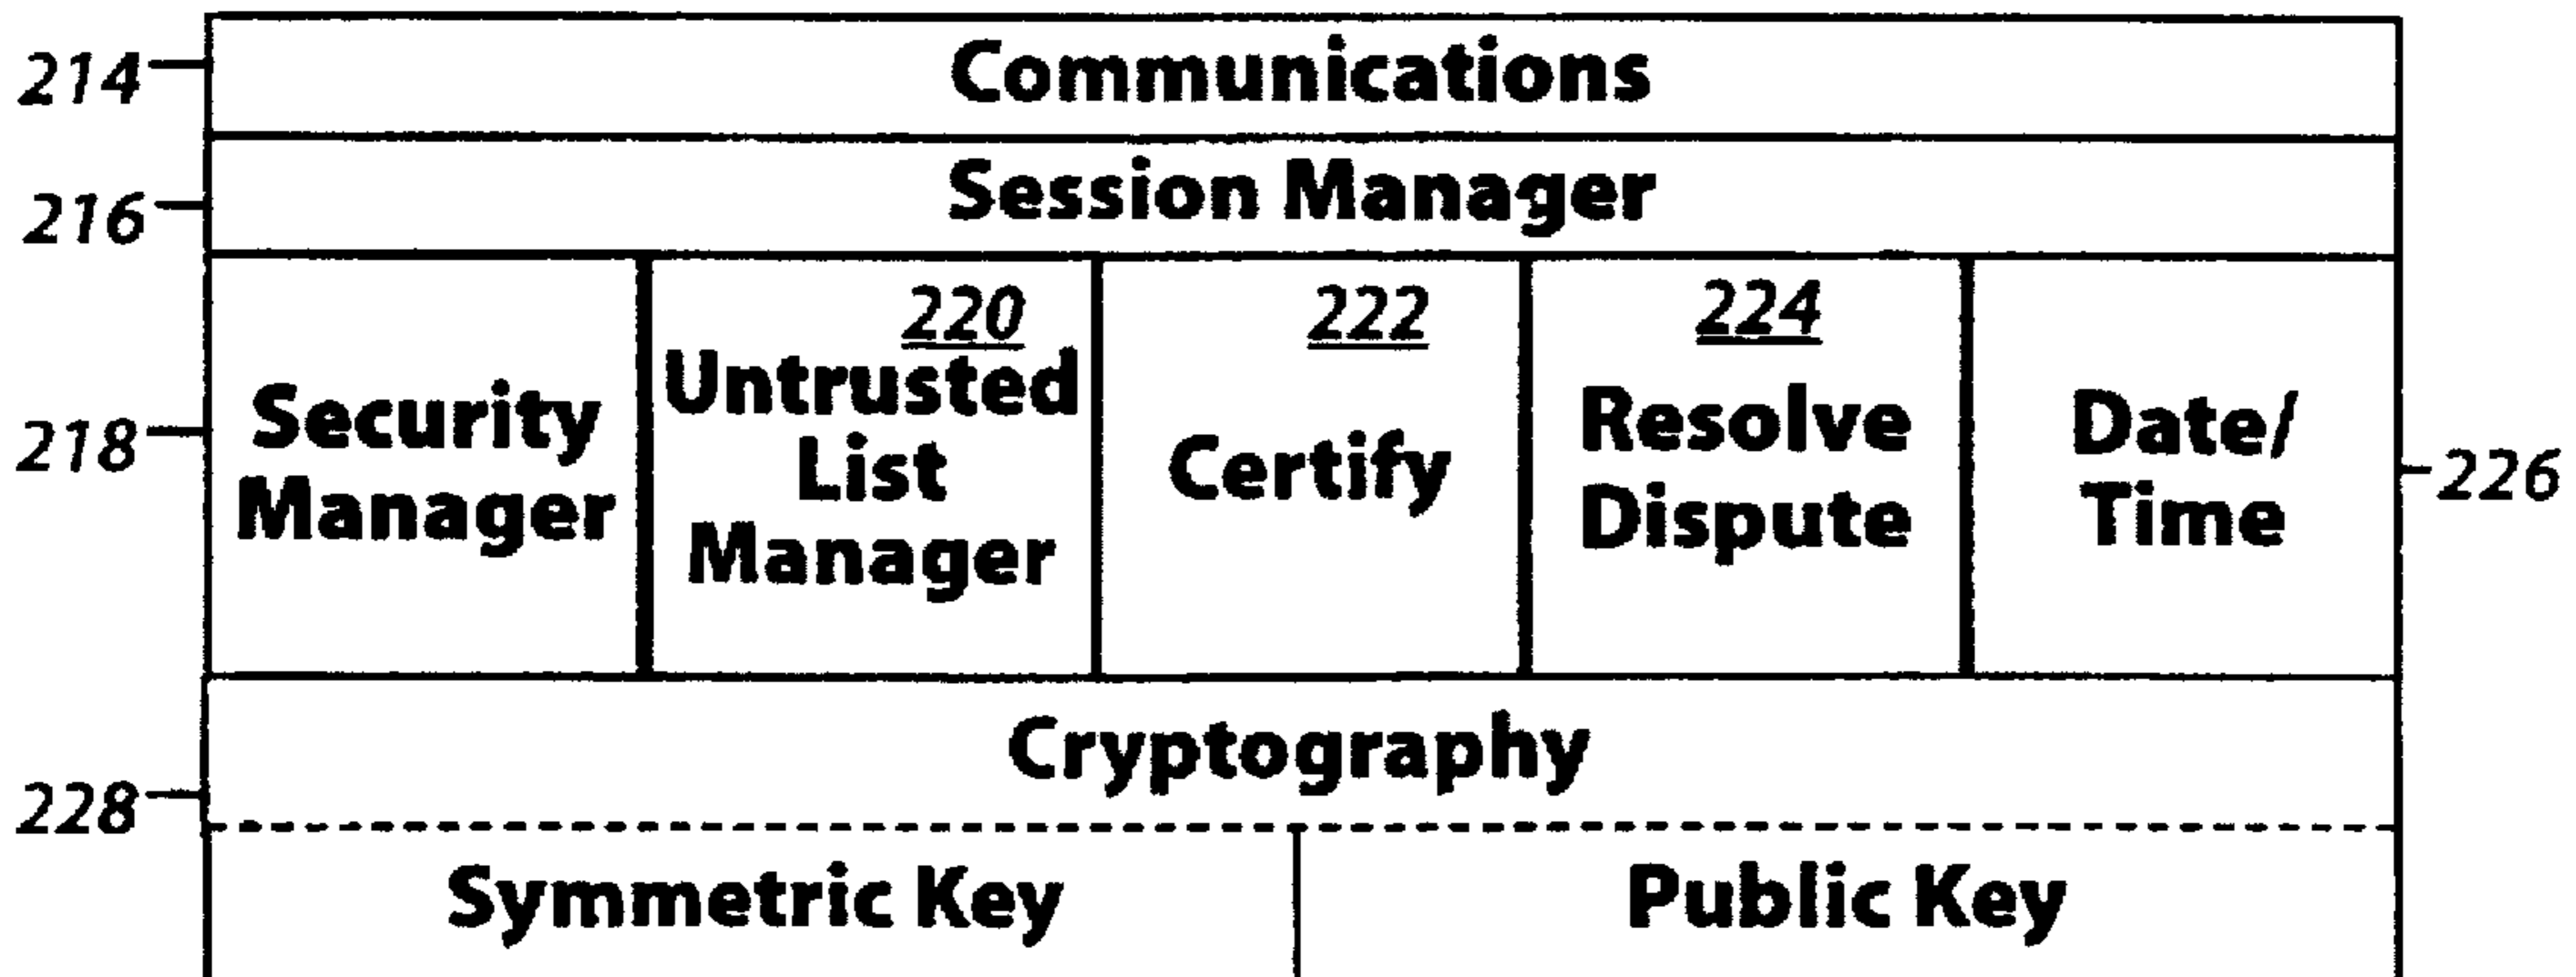 214
Communications
216
Session Manager
218
Security
Manager
220
Untrusted
List
Manager
222
Certify
224
Resolve
Dispute
Date/
Time
226
228
Cryptography
Symmetric Key
Public Key